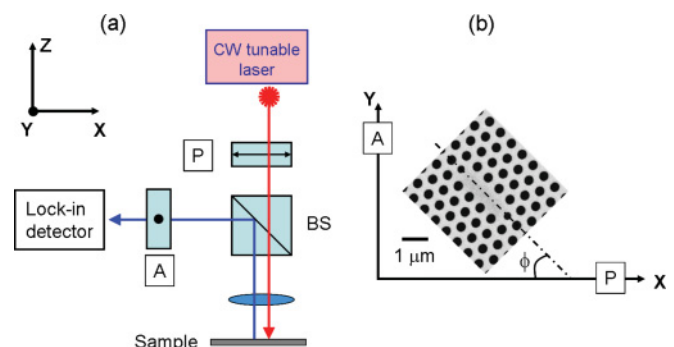 (a)
(b)
Z
Y
X
CW tunable
laser
P
BS
Lock-in
detector
A
Sample
Y
A
1 μm
ϕ
P
X